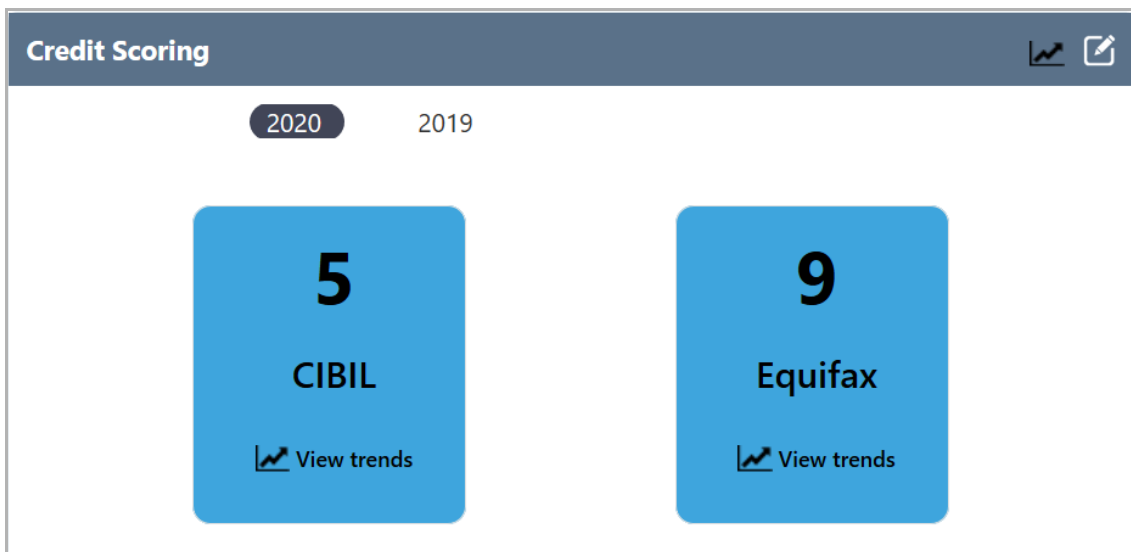 Credit Scoring
2020 2019
5 9
CIBIL Equifax
View trends View trends